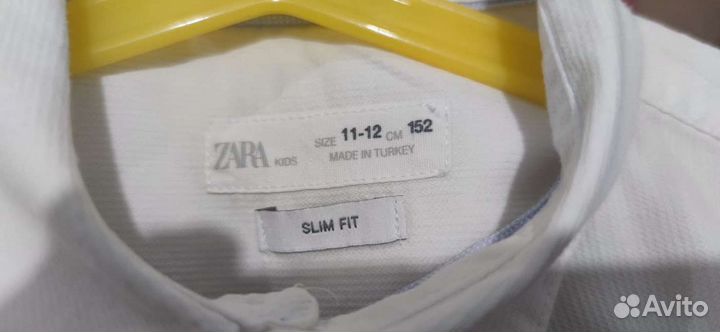 ZARA KIDS SIZE 11-12 CM 152
MADE IN TURKEY
SLIM FIT
Avito